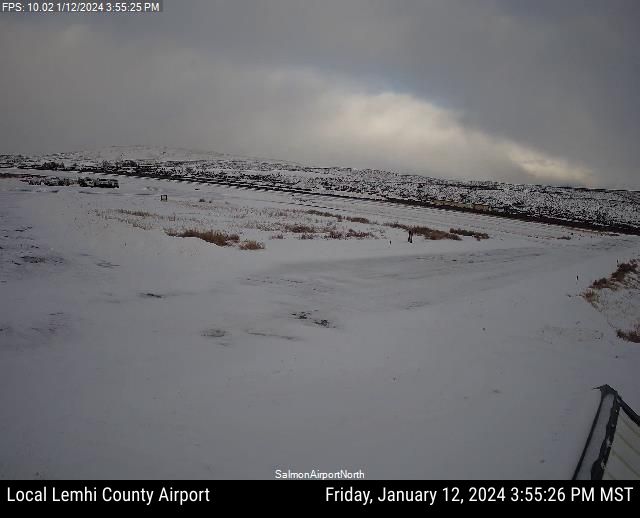 FPS: 10.02 1/12/2024 3:55:25 PM
SalmonAirportNorth
Local Lemhi County Airport Friday, January 12, 2024 3:55:26 PM MST